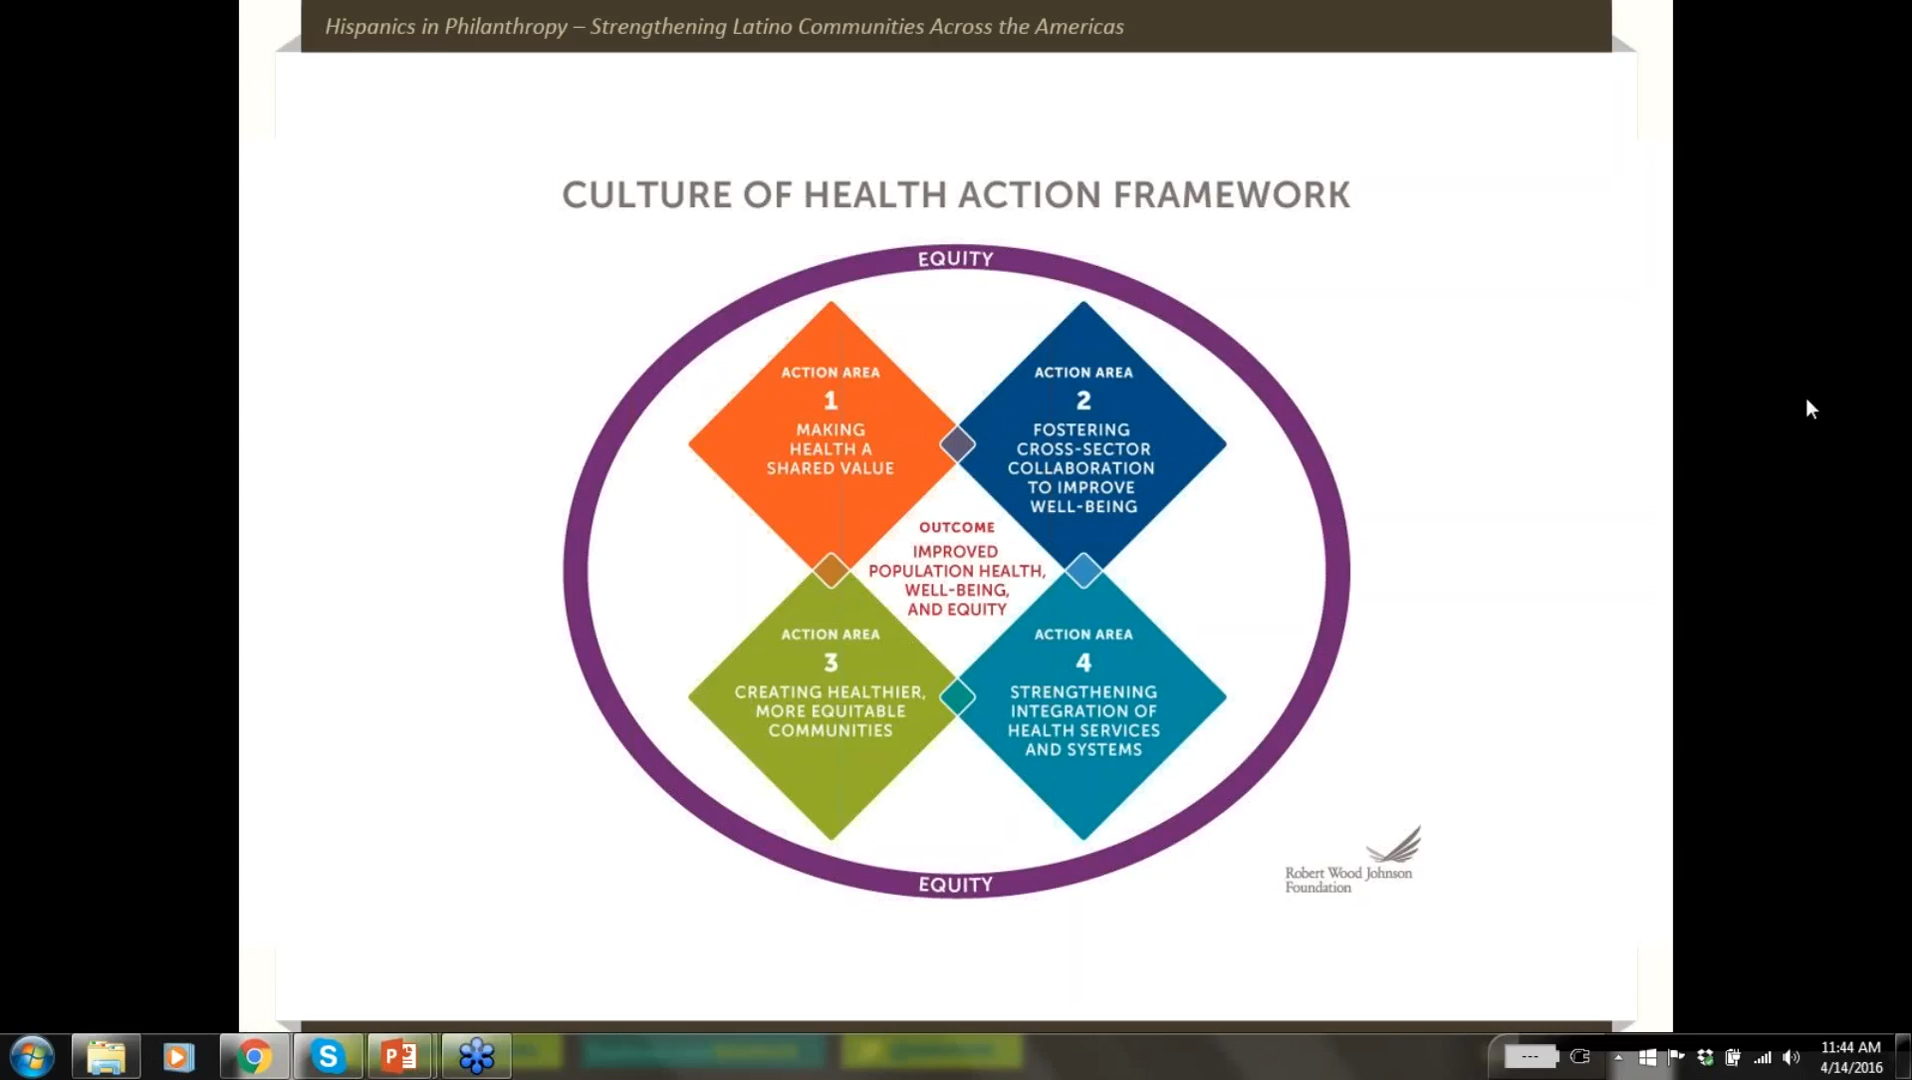 Hispanics in Philanthropy – Strengthening Latino Communities Across the Americas
CULTURE OF HEALTH ACTION FRAMEWORK
EQUITY
ACTION AREA
1
MAKING
HEALTH A
SHARED VALUE
ACTION AREA
2
FOSTERING
CROSS-SECTOR
COLLABORATION
TO IMPROVE
WELL-BEING
OUTCOME
IMPROVED
POPULATION HEALTH,
WELL-BEING,
AND EQUITY
ACTION AREA
3
CREATING HEALTHIER,
MORE EQUITABLE
COMMUNITIES
ACTION AREA
4
STRENGTHENING
INTEGRATION OF
HEALTH SERVICES
AND SYSTEMS
EQUITY
Robert Wood Johnson
Foundation
11:44 AM
4/14/2016